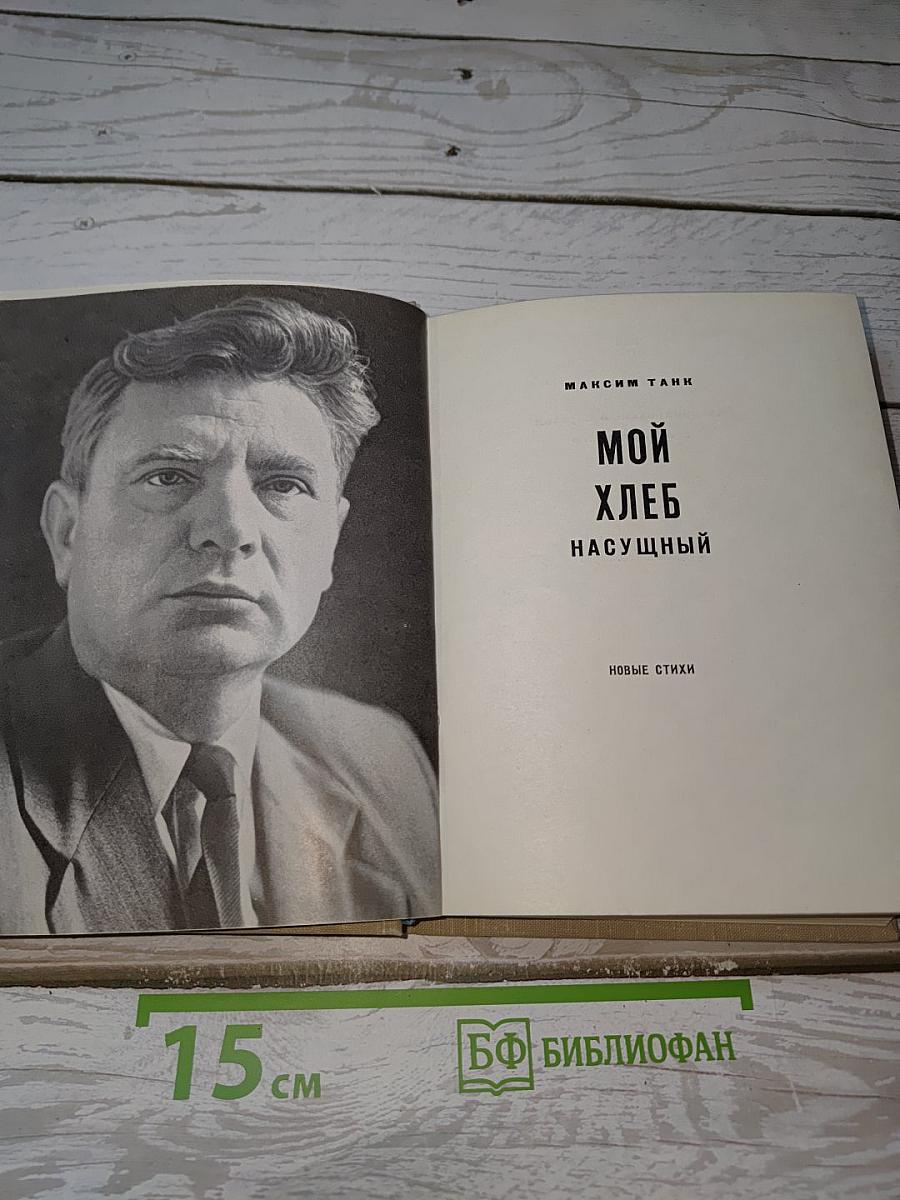 МАКСИМ ТАНК
МОЙ
ХЛЕБ
НАСУЩНЫЙ
НОВЫЕ СТИХИ
15 см
БФ БИБЛИОФАН